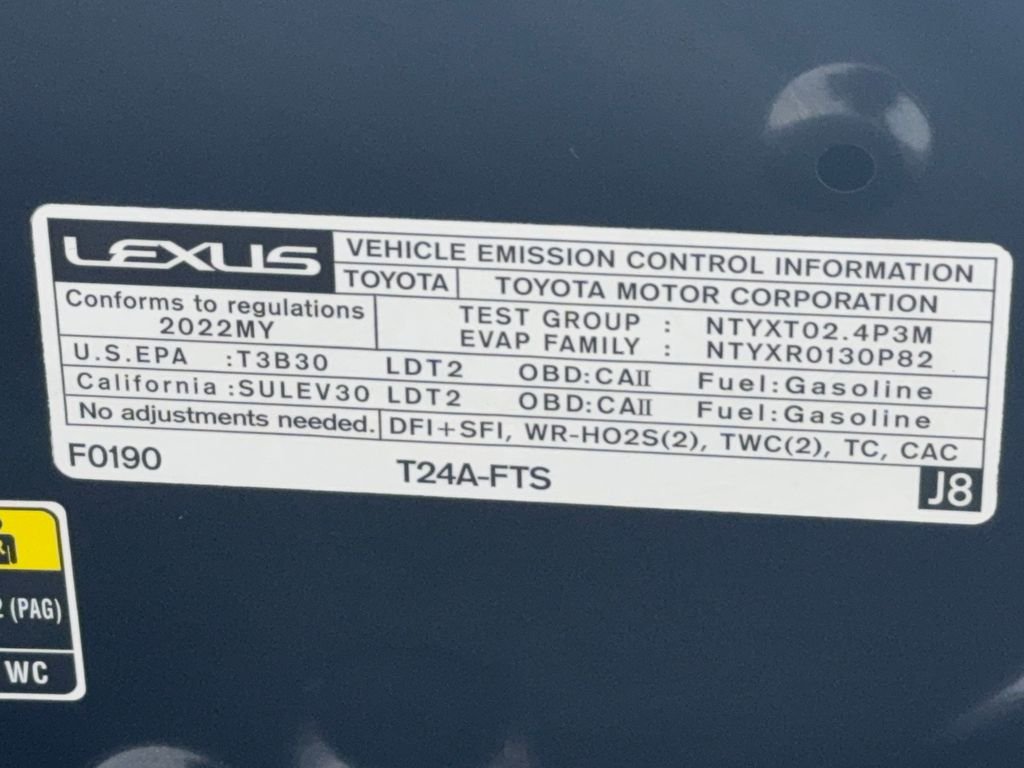 LEXUS
VEHICLE EMISSION CONTROL INFORMATION
TOYOTA TOYOTA MOTOR CORPORATION
Conforms to regulations
2022MY
TEST GROUP : NTYXT02.4P3M
EVAP FAMILY : NTYXR0130P82
U.S.EPA :T3B30 LDT2 OBD:CAII Fuel:Gasoline
California :SULEV30 LDT2 OBD:CAII Fuel:Gasoline
No adjustments needed. DFI+SFI, WR-HO2S(2), TWC(2), TC, CAC
F0190 T24A-FTS J8
(PAG)
WC